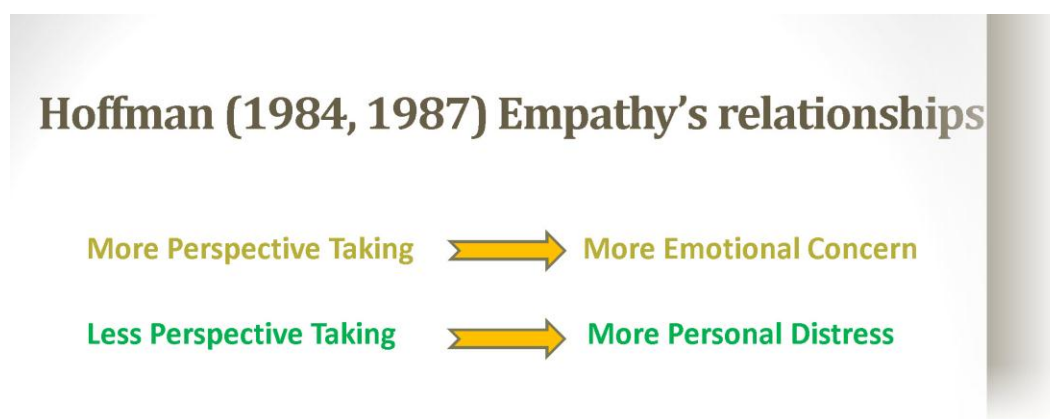 Hoffman (1984, 1987) Empathy’s relationships
More Perspective Taking More Emotional Concern
Less Perspective Taking More Personal Distress